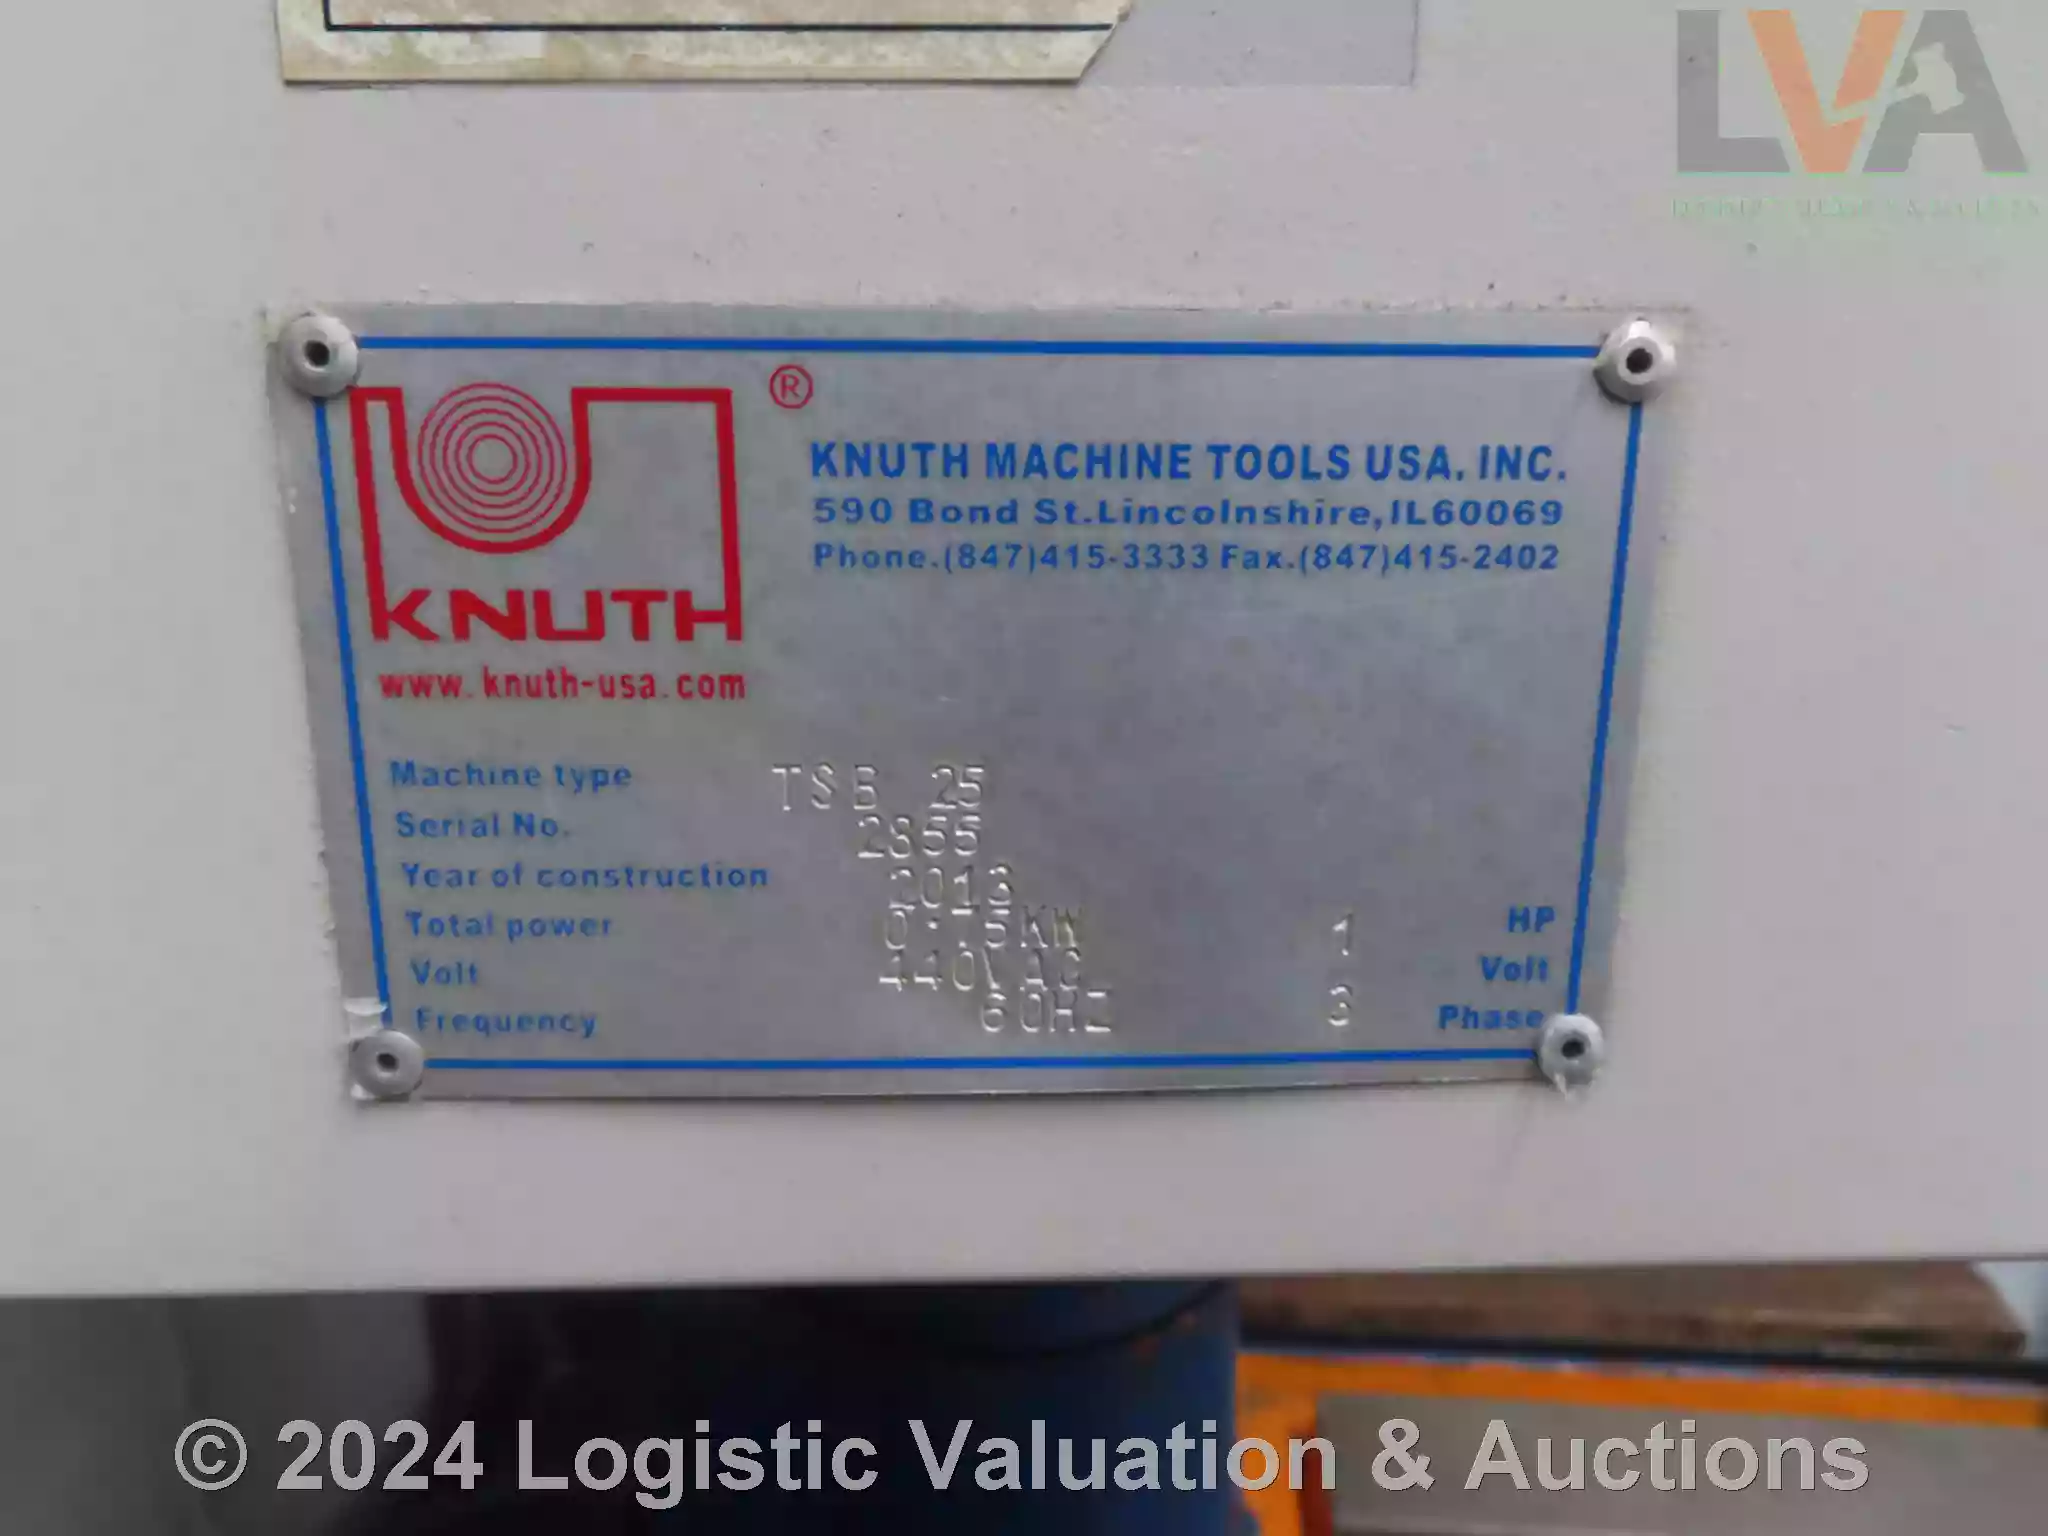 LVA
®
KNUTH MACHINE TOOLS USA. INC.
590 Bond St.Lincolnshire,IL60069
Phone.(847)415-3333 Fax.(847)415-2402
KNUTH
www.knuth-usa.com
Machine type TSB 25
Serial No. 2855
Year of construction 2013
Total power 0.75KW 1 HP
Volt 440VAC Volt
Frequency 60HZ 3 Phase
© 2024 Logistic Valuation & Auctions